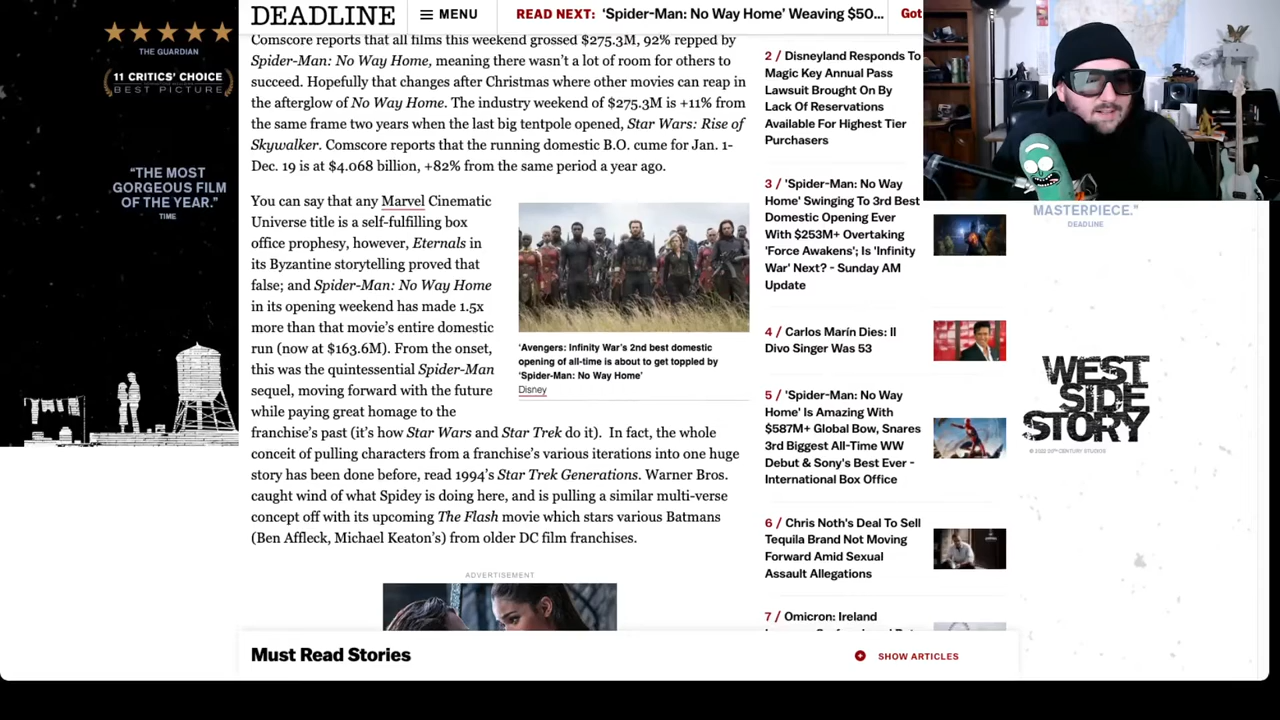 THE GUARDIAN
11 CRITICS' CHOICE
BEST PICTURE
"THE MOST
GORGEOUS FILM
OF THE YEAR."
TIME
DEADLINE
MENU
READ NEXT: ‘Spider-Man: No Way Home’ Weaving $50...
Got
Comscore reports that all films this weekend grossed $275.3M, 92% repped by
Spider-Man: No Way Home, meaning there wasn’t a lot of room for others to
succeed. Hopefully that changes after Christmas where other movies can reap in
the afterglow of No Way Home. The industry weekend of $275.3M is +11% from
the same frame two years when the last big tentpole opened, Star Wars: Rise of
Skywalker. Comscore reports that the running domestic B.O. cume for Jan. 1-
Dec. 19 is at $4.068 billion, +82% from the same period a year ago.
You can say that any Marvel Cinematic
Universe title is a self-fulfilling box
office prophesy, however, Eternals in
its Byzantine storytelling proved that
false; and Spider-Man: No Way Home
in its opening weekend has made 1.5x
more than that movie’s entire domestic
run (now at $163.6M). From the onset,
this was the quintessential Spider-Man
sequel, moving forward with the future
while paying great homage to the
franchise’s past (it’s how Star Wars and Star Trek do it). In fact, the whole
conceit of pulling characters from a franchise’s various iterations into one huge
story has been done before, read 1994’s Star Trek Generations. Warner Bros.
caught wind of what Spidey is doing here, and is pulling a similar multi-verse
concept off with its upcoming The Flash movie which stars various Batmans
(Ben Affleck, Michael Keaton’s) from older DC film franchises.
‘Avengers: Infinity War’s 2nd best domestic
opening of all-time is about to get toppled by
‘Spider-Man: No Way Home’
Disney
ADVERTISEMENT
Must Read Stories
SHOW ARTICLES
2 / Disneyland Responds To
Magic Key Annual Pass
Lawsuit Brought On By
Lack Of Reservations
Available For Highest Tier
Purchasers
3 / 'Spider-Man: No Way
Home' Swinging To 3rd Best
Domestic Opening Ever
With $253M+ Overtaking
'Force Awakens'; Is 'Infinity
War' Next? - Sunday AM
Update
4 / Carlos Marín Dies: Il
Divo Singer Was 53
5 / 'Spider-Man: No Way
Home' Is Amazing With
$587M+ Global Bow, Snares
3rd Biggest All-Time WW
Debut & Sony's Best Ever -
International Box Office
6 / Chris Noth's Deal To Sell
Tequila Brand Not Moving
Forward Amid Sexual
Assault Allegations
7 / Omicron: Ireland
MASTERPIECE."
DEADLINE
WEST
SIDE
STORY
© 2022 20TH CENTURY STUDIOS